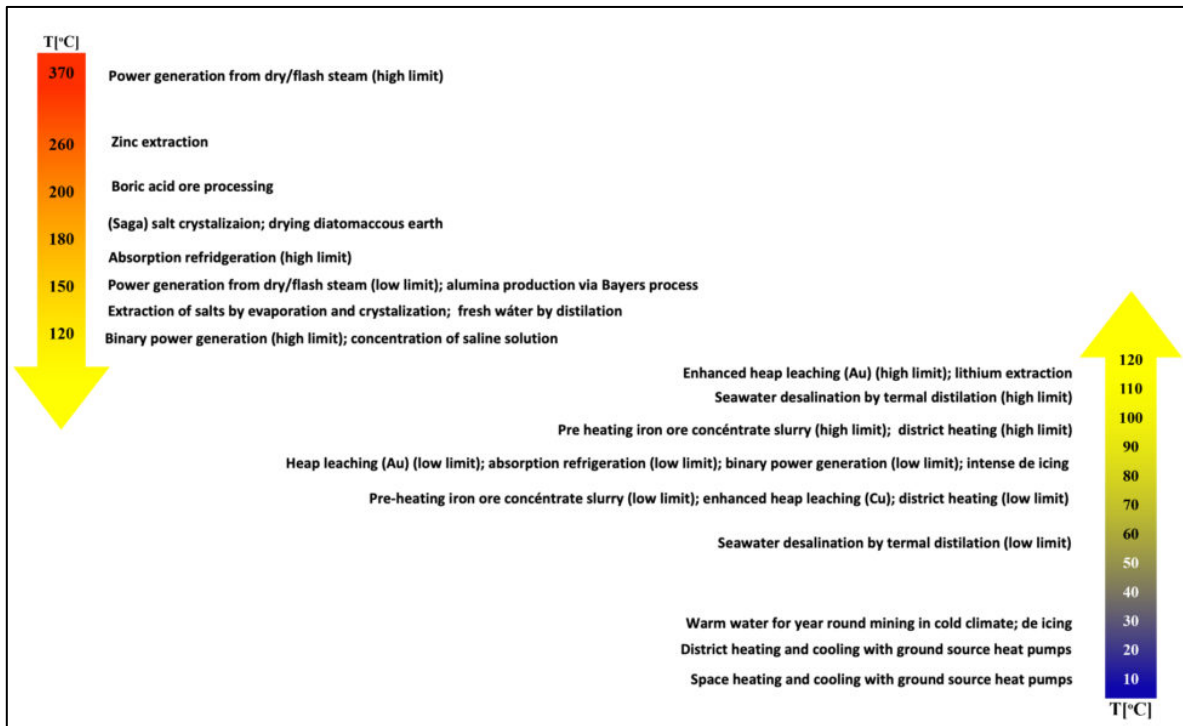 T[°C]
370
Power generation from dry/flash steam (high limit)
260
Zinc extraction
200
Boric acid ore processing
(Saga) salt crystalizaion; drying diatomaccous earth
180
Absorption refridgeration (high limit)
150
Power generation from dry/flash steam (low limit); alumina production via Bayers process
Extraction of salts by evaporation and crystalization; fresh wáter by distilation
120
Binary power generation (high limit); concentration of saline solution
120
Enhanced heap leaching (Au) (high limit); lithium extraction
110
Seawater desalination by termal distilation (high limit)
100
Pre heating iron ore concéntrate slurry (high limit); district heating (high limit)
90
Heap leaching (Au) (low limit); absorption refrigeration (low limit); binary power generation (low limit); intense de icing
80
Pre-heating iron ore concéntrate slurry (low limit); enhanced heap leaching (Cu); district heating (low limit)
70
60
Seawater desalination by termal distilation (low limit)
50
40
Warm water for year round mining in cold climate; de icing
30
District heating and cooling with ground source heat pumps
20
Space heating and cooling with ground source heat pumps
10
T[°C]